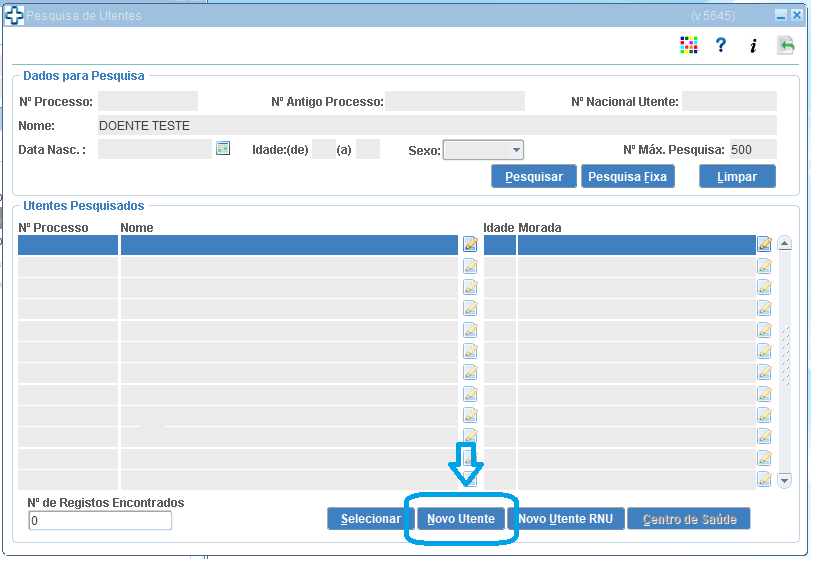 Pesquisa de Utentes (v.5645)
Dados para Pesquisa
Nº Processo: Nº Antigo Processo: Nº Nacional Utente:
Nome: DOENTE TESTE
Data Nasc. : Idade:(de) (a) Sexo: Nº Máx. Pesquisa: 500
Pesquisar Pesquisa Fixa Limpar
Utentes Pesquisados
Nº Processo Nome Idade Morada
Nº de Registos Encontrados
0
Selecionar Novo Utente Novo Utente RNU Centro de Saúde